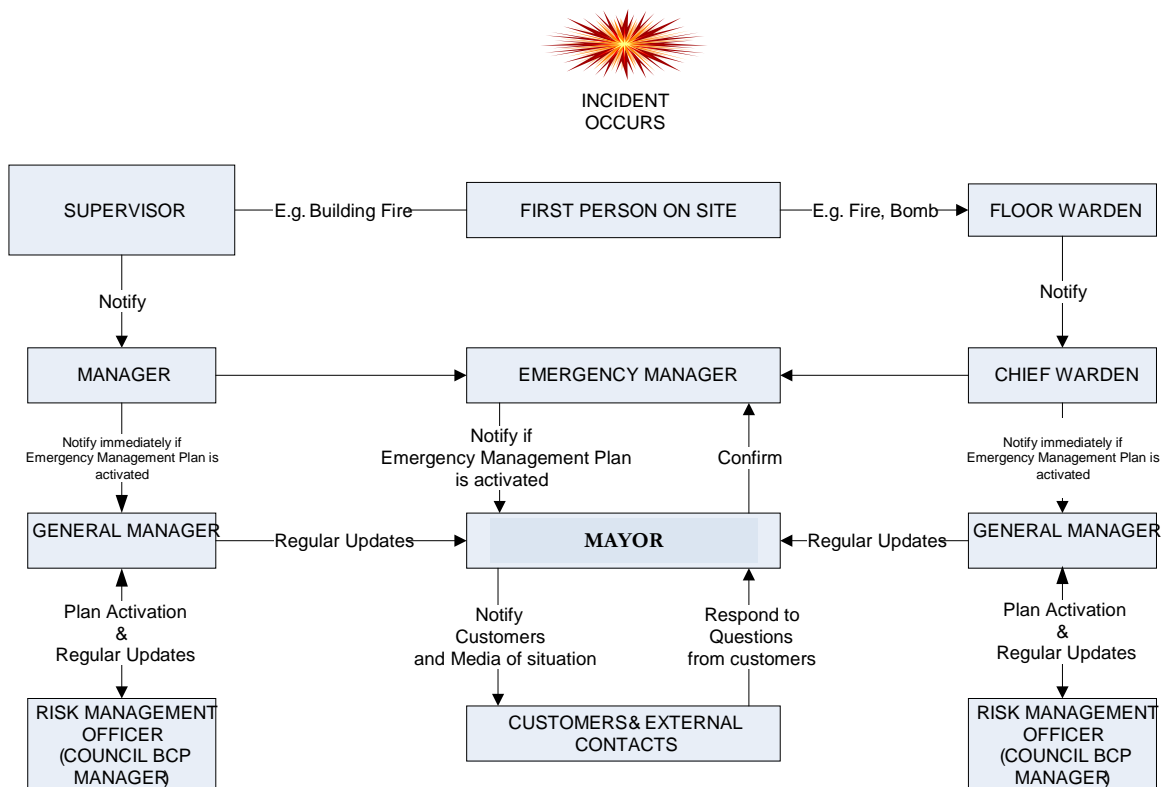 INCIDENT
OCCURS
SUPERVISOR
E.g. Building Fire
FIRST PERON ON SITE
E.g. Fire, Bomb
FLOOR WARDEN
Notify
Notify
MANAGER
EMERGENCY MANAGER
CHIEF WARDEN
Notify immediately if
Emergency Management Plan is
activated
Notify if
Emergency Management Plan
is activated
Confirm
Notify immediately if
Emergency Management Plan is
activated
GENERAL MANAGER
Regular Updates
MAYOR
Regular Updates
GENERAL MANAGER
Plan Activation
&
Regular Updates
Notify
Customers
and Media of situation
Respond to
Questions
from customers
Plan Activation
&
Regular Updates
RISK MANAGEMENT
OFFICER
(COUNCIL BCP
MANAGER)
CUSTOMERS & EXTERNAL
CONTACTS
RISK MANAGEMENT
OFFICER
(COUNCIL BCP
MANAGER)